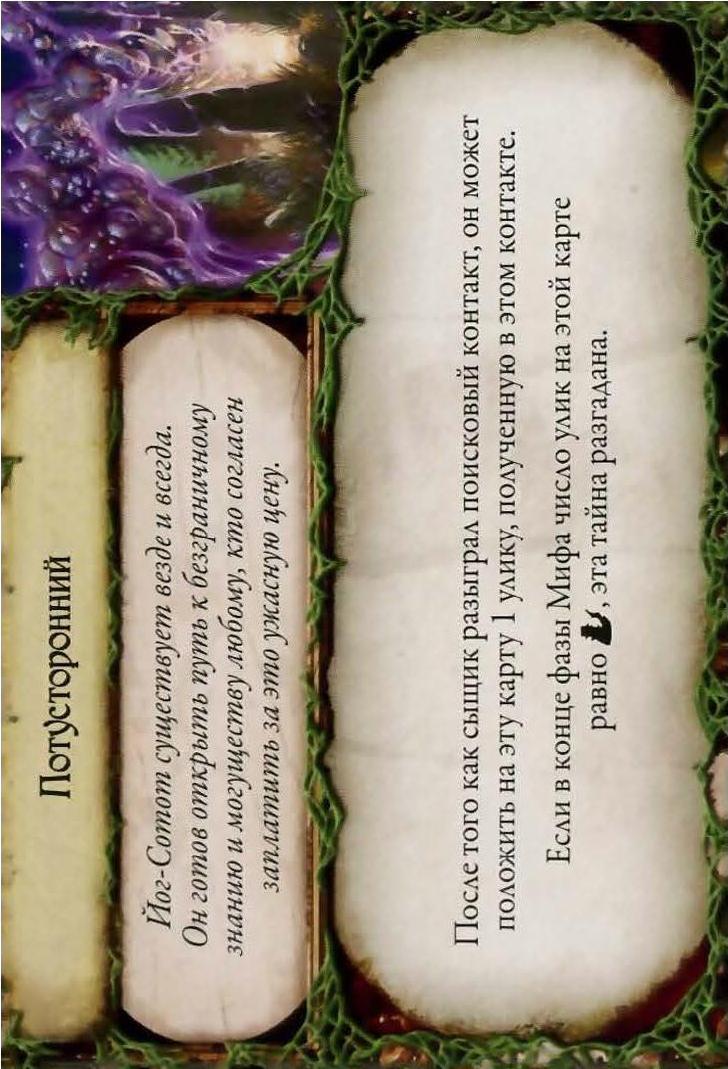 Потусторонний
Йог-Сотот существует везде и всегда.
Он готов открыть путь к безграничному
знанию и могуществу любому, кто согласен
заплатить за это ужасную цену.
После того как сыщик разыграл поисковый контакт, он может
положить на эту карту 1 улику, полученную в этом контакте.
Если в конце фазы Мифа число улик на этой карте
равно , эта тайна разгадана.